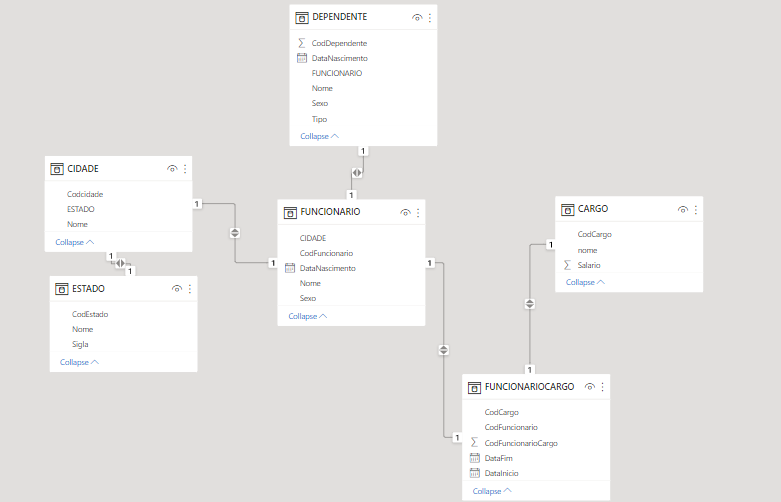 DEPENDENTE
CodDependente
DataNascimento
FUNCIONARIO
Nome
Sexo
Tipo
Collapse
1
1
CIDADE
Codcidade
ESTADO
Nome
Collapse
1
1
1
1
ESTADO
CodEstado
Nome
Sigla
Collapse
FUNCIONARIO
CIDADE
CodFuncionario
DataNascimento
Nome
Sexo
Collapse
1
1
CARGO
CodCargo
nome
Salario
Collapse
1
1
FUNCIONARIOCARGO
CodCargo
CodFuncionario
CodFuncionarioCargo
DataFim
DataInicio
Collapse